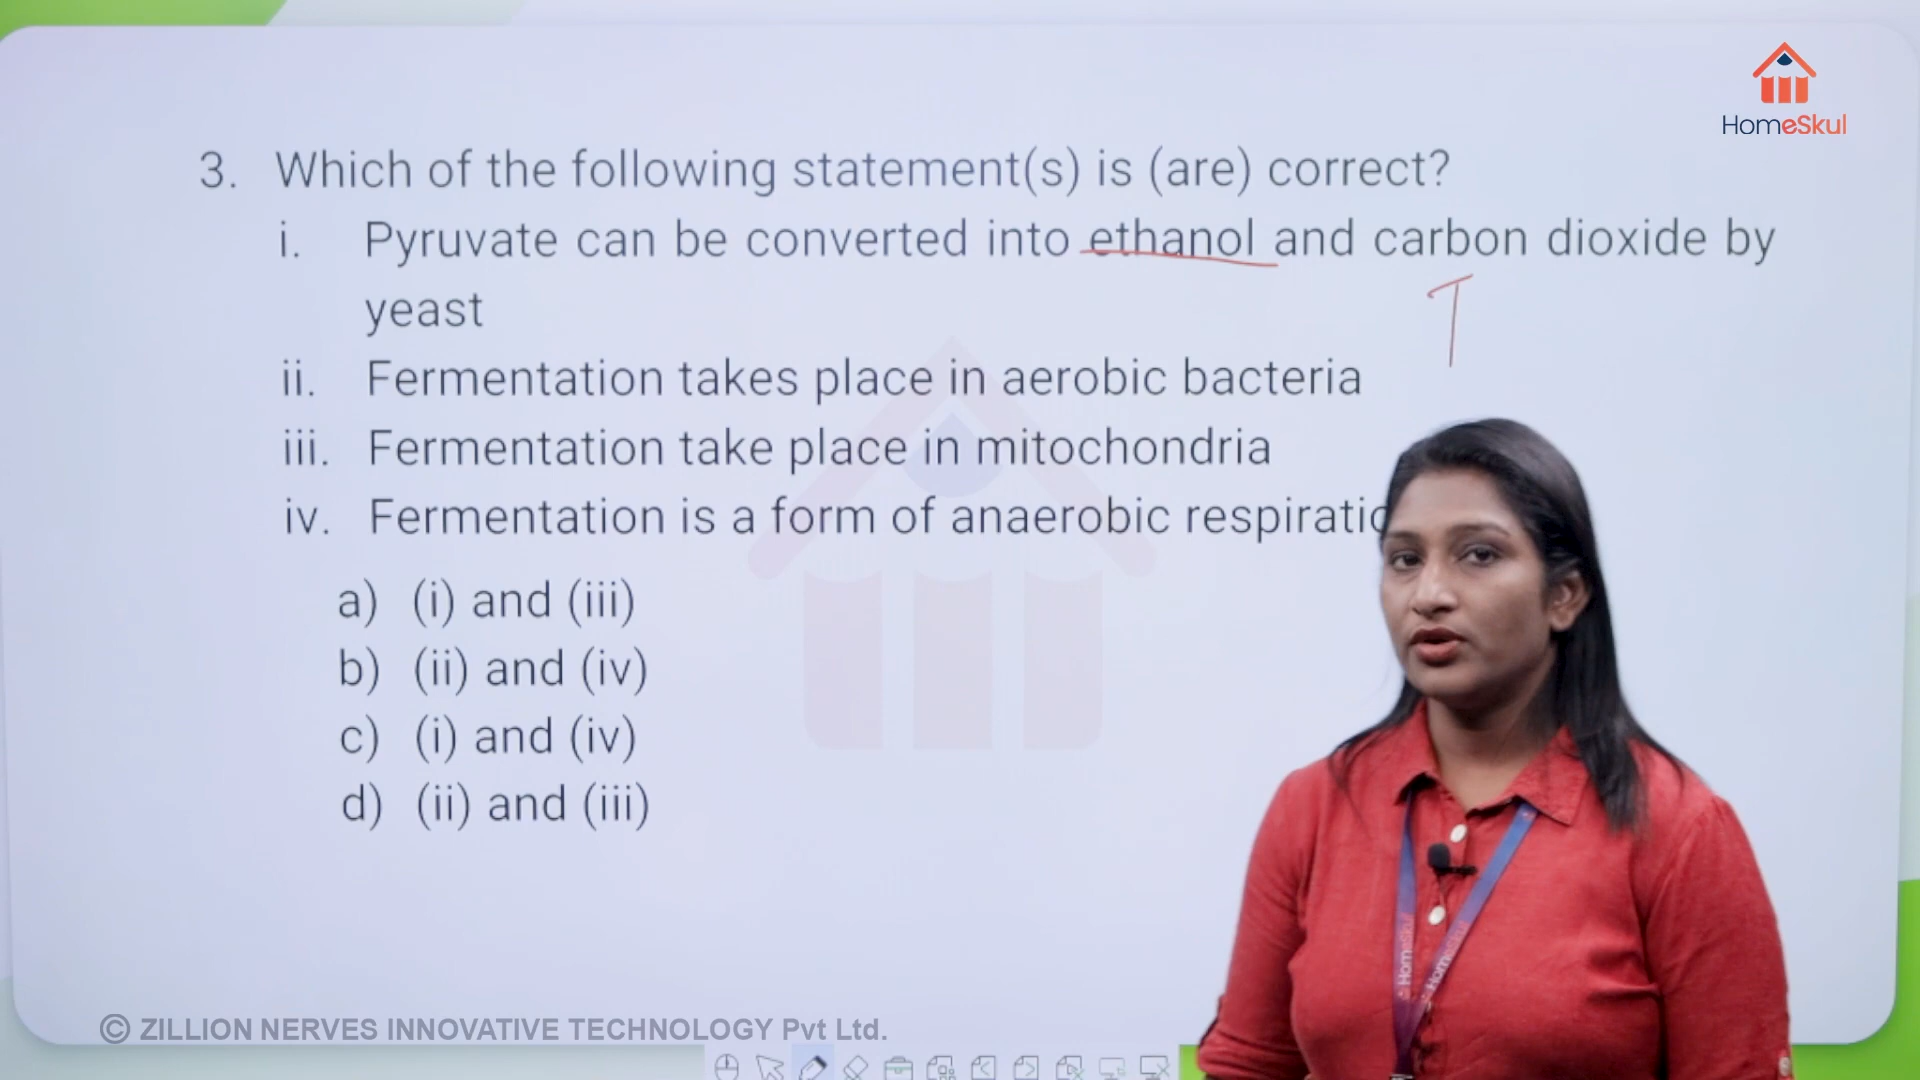 HomeSkul
3. Which of the following statement(s) is (are) correct?
i. Pyruvate can be converted into ethanol and carbon dioxide by
yeast
T
ii. Fermentation takes place in aerobic bacteria
iii. Fermentation take place in mitochondria
iv. Fermentation is a form of anaerobic respiratio
a) (i) and (iii)
b) (ii) and (iv)
c) (i) and (iv)
d) (ii) and (iii)
HomeSkul
HomeSkul
© ZILLION NERVES INNOVATIVE TECHNOLOGY Pvt Ltd.